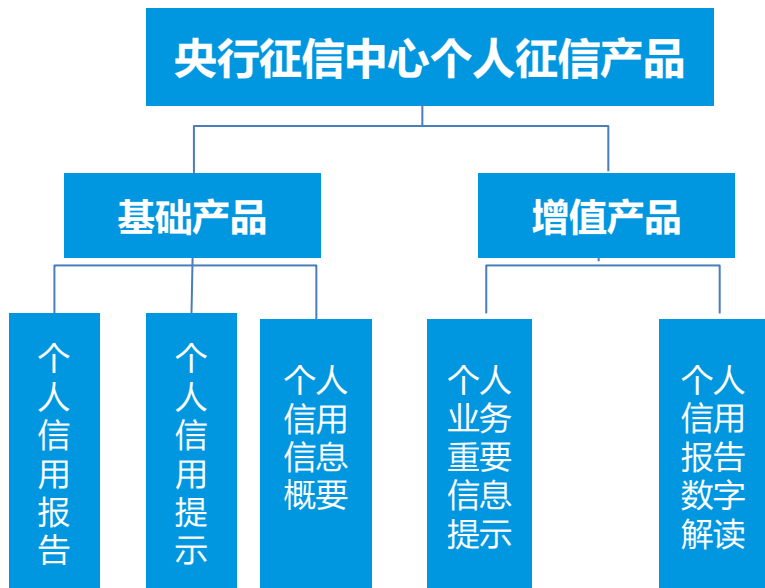 央行征信中心个人征信产品
基础产品
增值产品
个人信用报告
个人信用提示
个人
信用
信息
概要
个人
业务
重要
信息
提示
个人
信用
报告
数字
解读